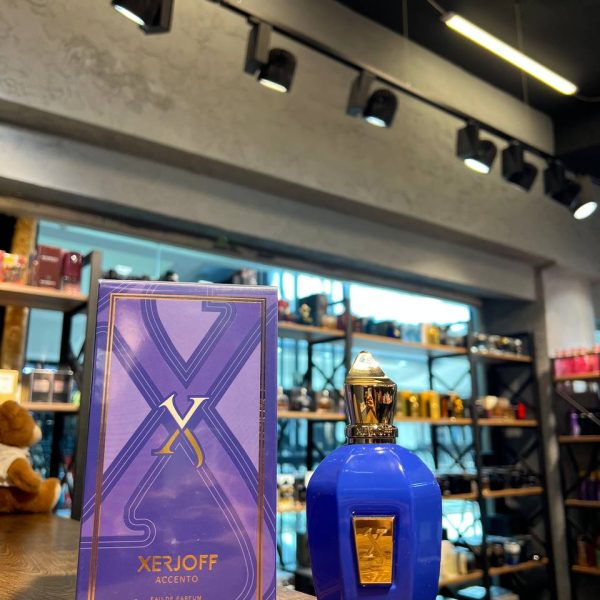 X
XERJOFF
ACCENTO
EAU DE PARFUM
X